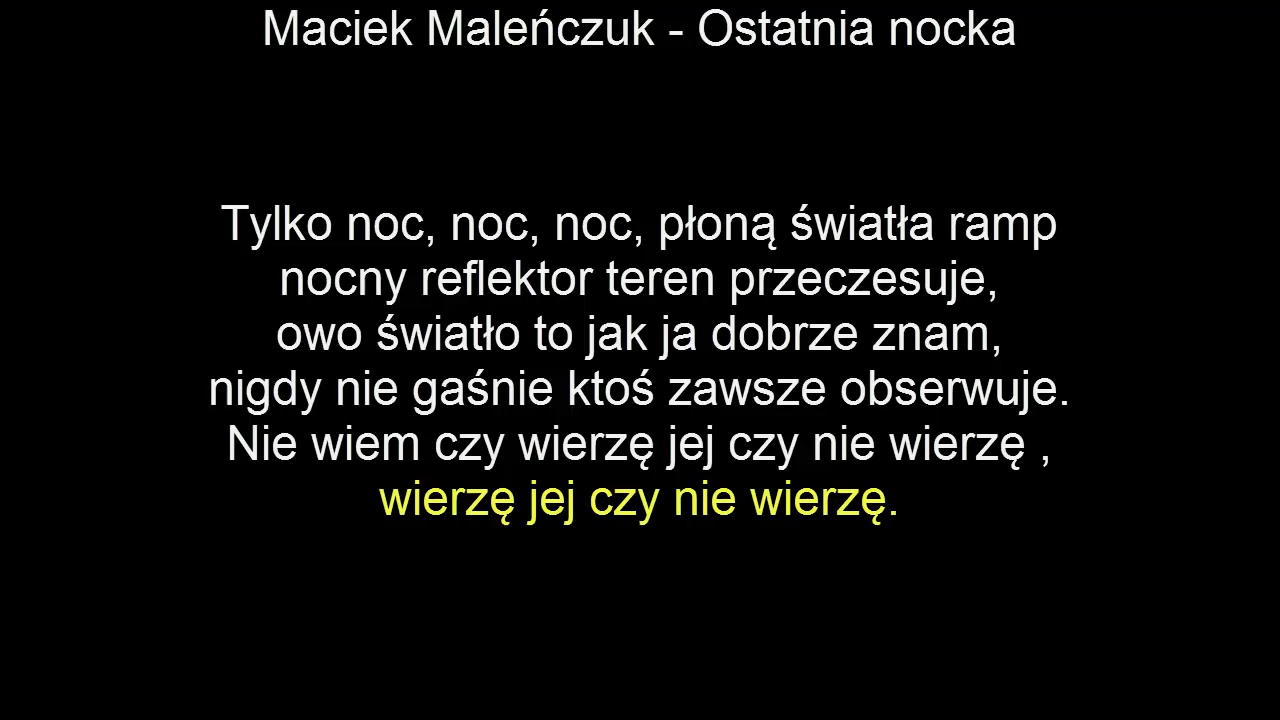 Maciek Maleńczuk - Ostatnia nocka
Tylko noc, noc, noc, płoną światła ramp
nocny reflektor teren przeczesuje,
owo światło to jak ja dobrze znam,
nigdy nie gaśnie ktoś zawsze obserwuje.
Nie wiem czy wierzę jej czy nie wierzę ,
wierzę jej czy nie wierzę.